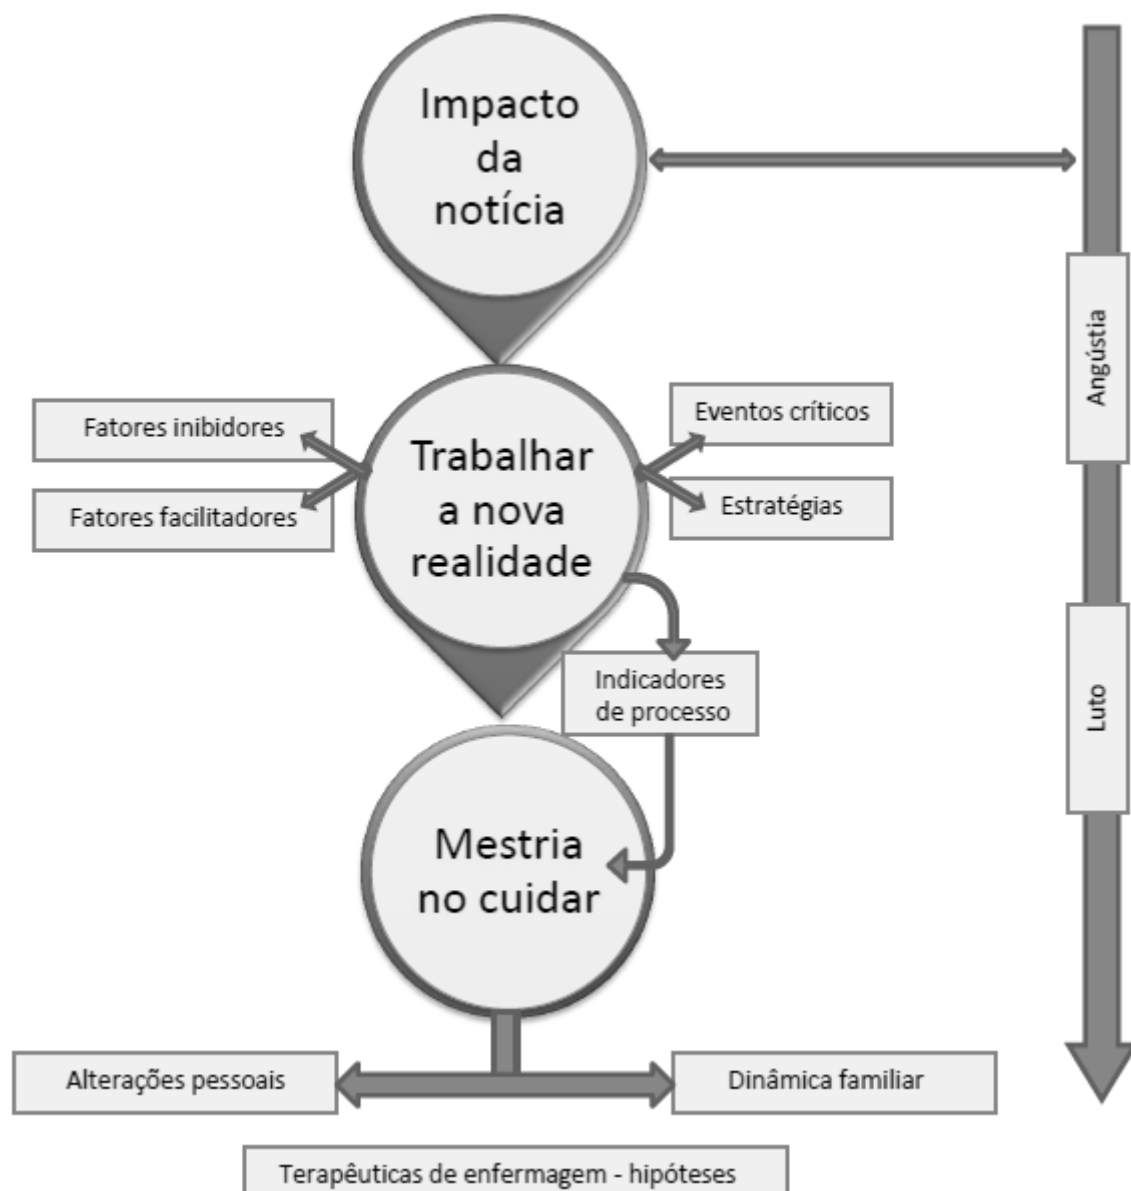 Impacto
da
notícia
Angústia
Fatores inibidores
Fatores facilitadores
Trabalhar
a nova
realidade
Eventos críticos
Estratégias
Indicadores
de processo
Luto
Mestria
no cuidar
Alterações pessoais
Dinâmica familiar
Terapêuticas de enfermagem - hipóteses